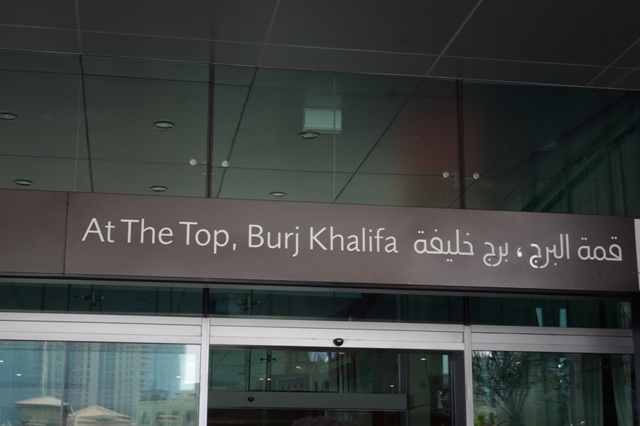 At The Top, Burj Khalifa قمة البرج ، برج خليفة